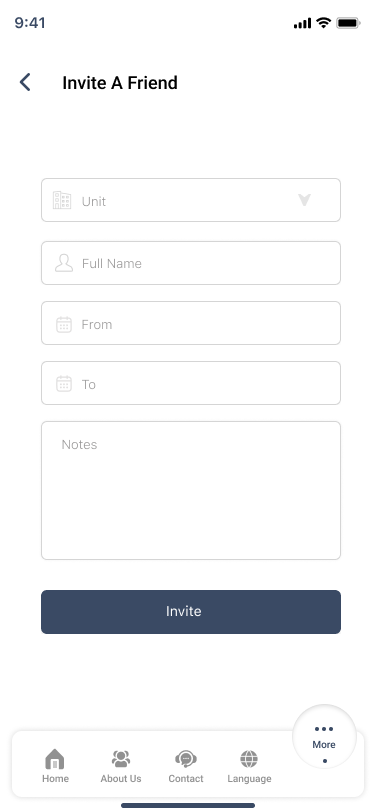 9:41
Invite A Friend
Unit
Full Name
From
To
Notes
Invite
More
Home
About Us
Contact
Language